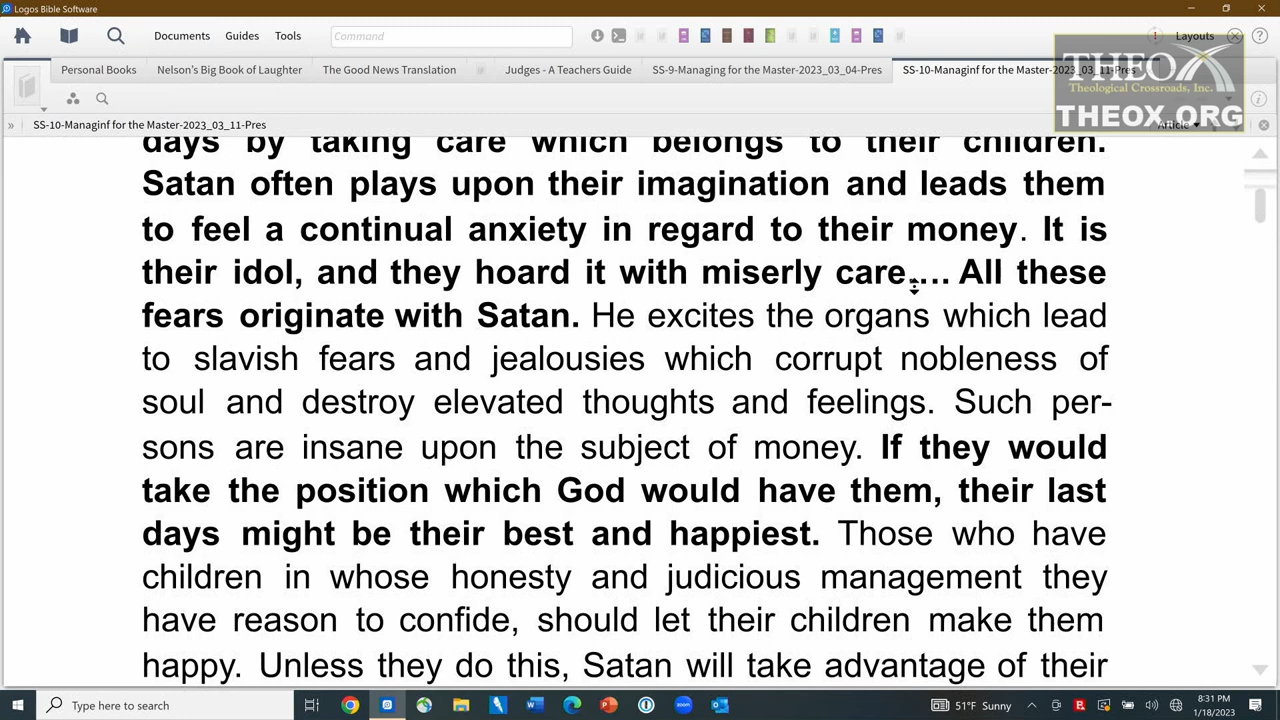 Logos Bible Software
Documents Guides Tools Command Layouts
Personal Books Nelson's Big Book of Laughter The Ga Judges - A Teachers Guide SS-9-Managing for the Master-2023_03_04-Pres SS-10-Managinf for the Master-2023_03_11-Pres
THEOX
Theological Crossroads, Inc.
THEOX.ORG
» SS-10-Managinf for the Master-2023_03_11-Pres Article
days by taking care which belongs to their children.
Satan often plays upon their imagination and leads them
to feel a continual anxiety in regard to their money. It is
their idol, and they hoard it with miserly care.… All these
fears originate with Satan. He excites the organs which lead
to slavish fears and jealousies which corrupt nobleness of
soul and destroy elevated thoughts and feelings. Such per-
sons are insane upon the subject of money. If they would
take the position which God would have them, their last
days might be their best and happiest. Those who have
children in whose honesty and judicious management they
have reason to confide, should let their children make them
happy. Unless they do this, Satan will take advantage of their
Type here to search 51°F Sunny 8:31 PM
1/18/2023